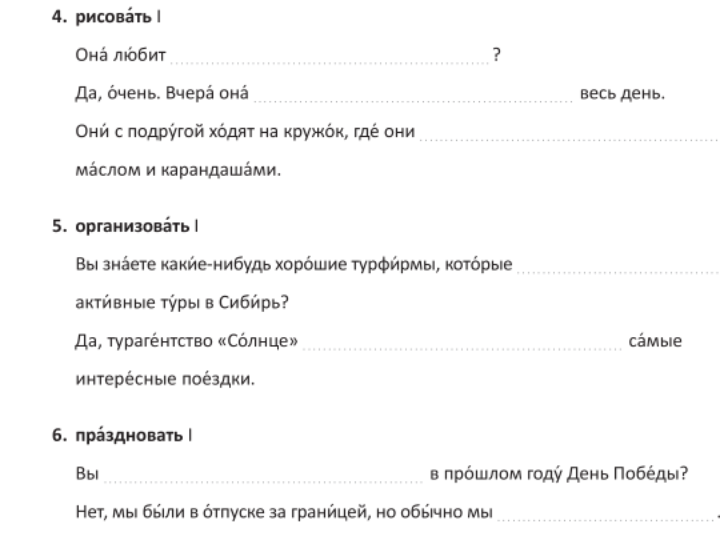 4. рисова́ть I
Она́ лю́бит ........................................ ?
Да, о́чень. Вчера́ она́ ........................................ весь день.
Они́ с подру́гой хо́дят на кружо́к, где́ они ........................................
ма́слом и карандаша́ми.
5. организова́ть I
Вы зна́ете каки́е-нибудь хоро́шие турфи́рмы, кото́рые ........................................
акти́вные ту́ры в Сиби́рь?
Да, тураге́нтство «Со́лнце» ........................................ са́мые
интере́сные пое́здки.
6. пра́здновать I
Вы ........................................ в про́шлом году́ День Побе́ды?
Нет, мы бы́ли в о́тпуске за грани́цей, но обы́чно мы ........................................ .